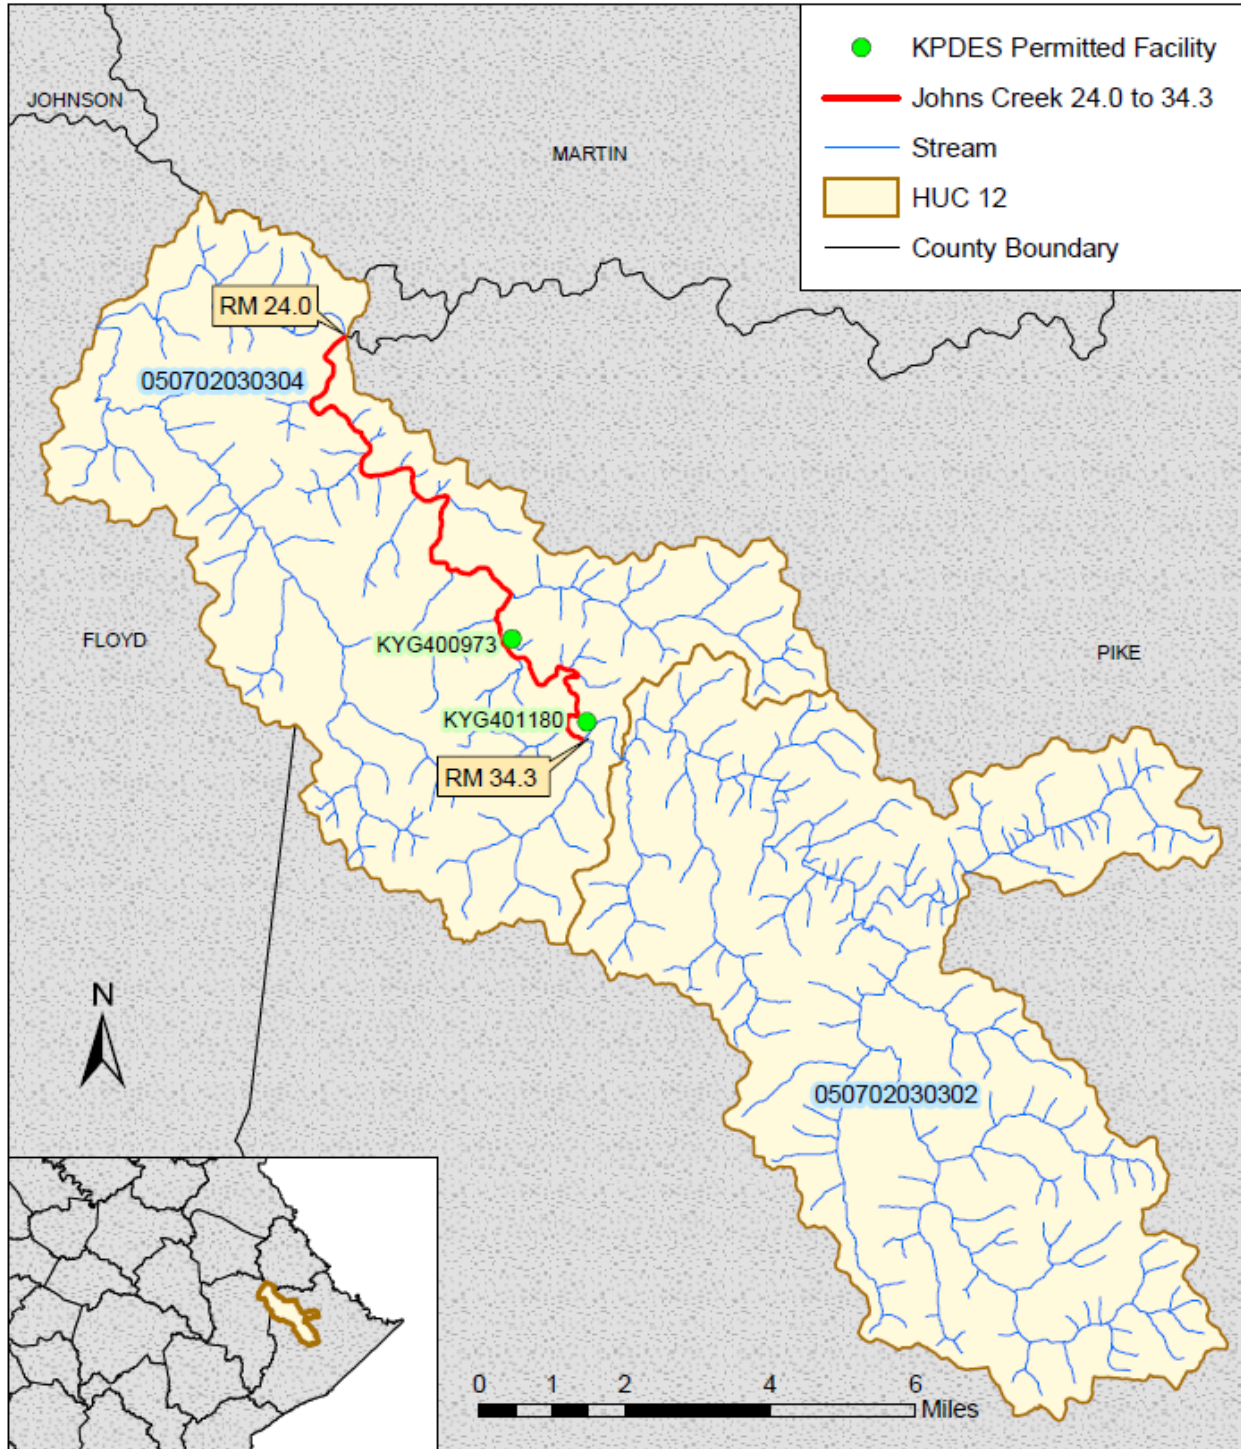 KPDES Permitted Facility
Johns Creek 24.0 to 34.3
Stream
HUC 12
County Boundary
JOHNSON
MARTIN
RM 24.0
050702030304
FLOYD
KYG400973
PIKE
KYG401180
RM 34.3
N
050702030302
0 1 2 4 6
Miles